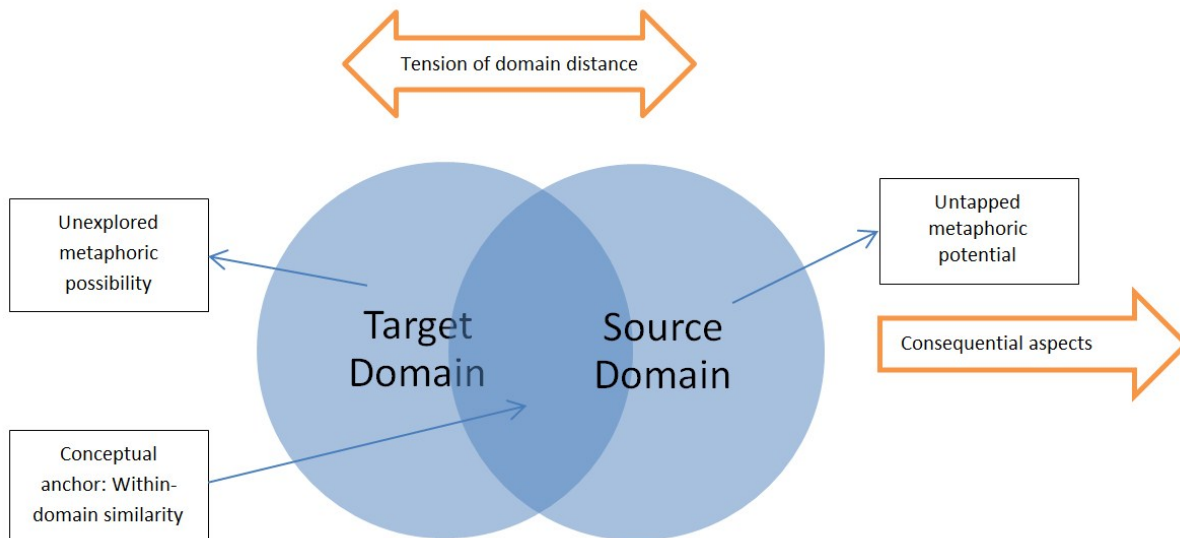 Tension of domain distance
Unexplored
metaphoric
possibility
Untapped
metaphoric
potential
Target
Domain
Source
Domain
Consequential aspects
Conceptual
anchor: Within-
domain similarity